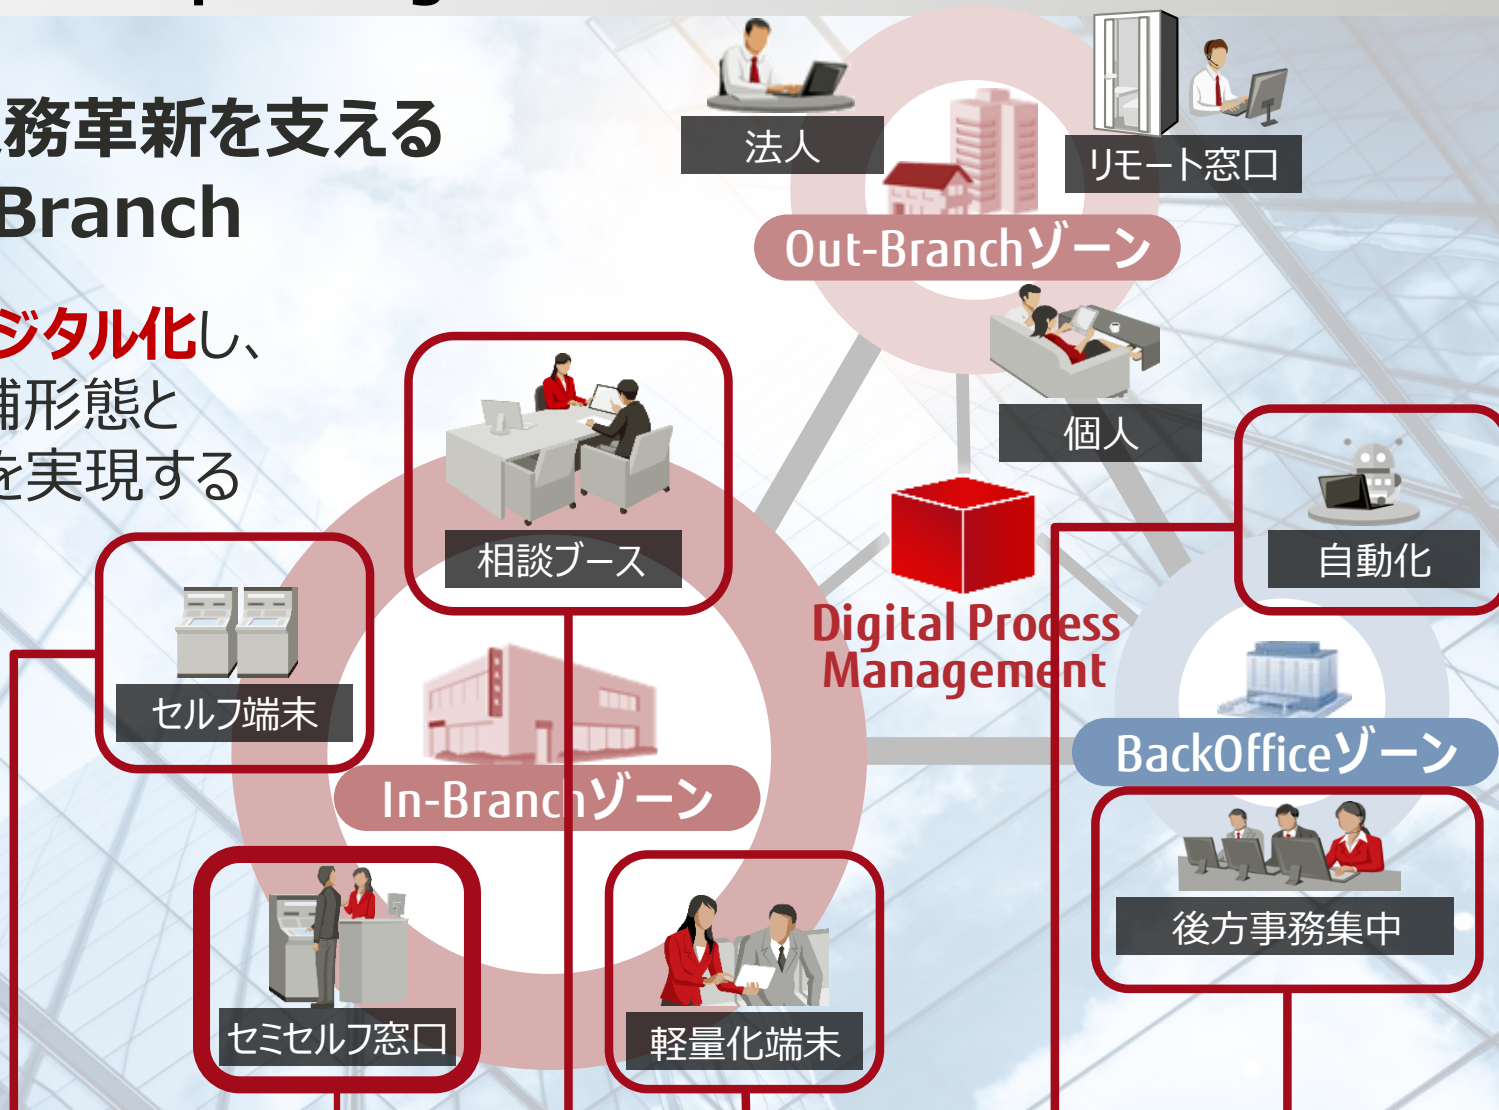 務革新を支える
Branch
ジタル化し、
形態と
を実現する
法人
リモート窓口
Out-Branchゾーン
個人
相談ブース
自動化
Digital Process
Management
セルフ端末
In-Branchゾーン
BackOfficeゾーン
後方事務集中
セミセルフ窓口
軽量化端末
BANK